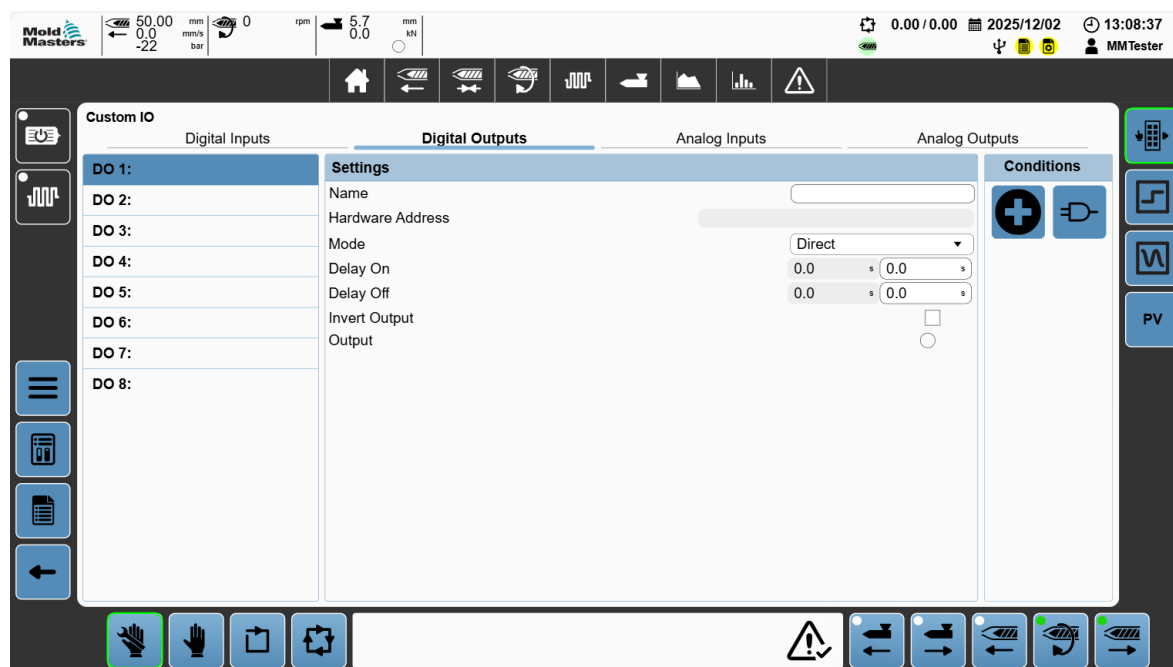 Mold
Masters
50.00 mm
0.0 mm/s
-22 bar
0 rpm
5.7 mm
0.0 kN
0.00 / 0.00
2025/12/02
13:08:37
MMTester
Custom IO
Digital Inputs
Digital Outputs
Analog Inputs
Analog Outputs
DO 1:
DO 2:
DO 3:
DO 4:
DO 5:
DO 6:
DO 7:
DO 8:
Settings
Name
Hardware Address
Mode Direct
Delay On 0.0 s 0.0 s
Delay Off 0.0 s 0.0 s
Invert Output
Output
Conditions
PV